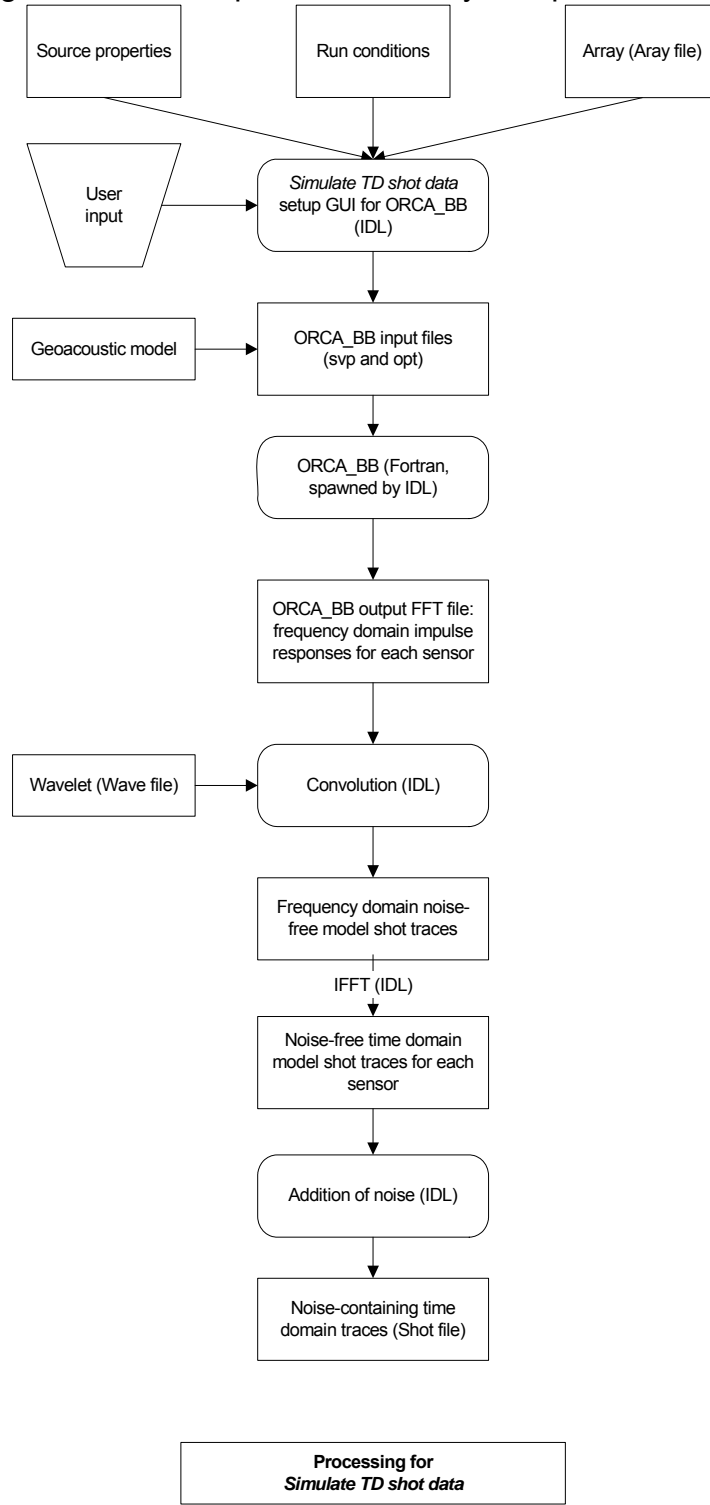 Source properties
Run conditions
Array (Aray file)
User
input
Simulate TD shot data
setup GUI for ORCA_BB
(IDL)
Geoacoustic model
ORCA_BB input files
(svp and opt)
ORCA_BB (Fortran,
spawned by IDL)
ORCA_BB output FFT file:
frequency domain impulse
responses for each sensor
Wavelet (Wave file)
Convolution (IDL)
Frequency domain noise-
free model shot traces
IFFT (IDL)
Noise-free time domain
model shot traces for each
sensor
Addition of noise (IDL)
Noise-containing time
domain traces (Shot file)
Processing for
Simulate TD shot data